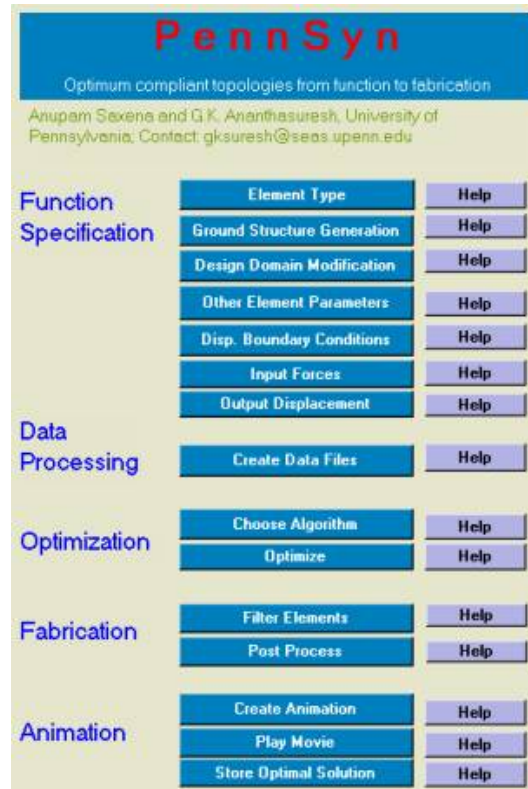 PennSyn
Optimum compliant topologies from function to fabrication
Anupam Saxena and G.K. Ananthasuresh, University of
Pennsylvania; Contact: gksuresh@seas.upenn.edu
Function
Specification
Element Type Help
Ground Structure Generation Help
Design Domain Modification Help
Other Element Parameters Help
Disp. Boundary Conditions Help
Input Forces Help
Output Displacement Help
Data
Processing
Create Data Files Help
Optimization
Choose Algorithm Help
Optimize Help
Fabrication
Filter Elements Help
Post Process Help
Animation
Create Animation Help
Play Movie Help
Store Optimal Solution Help